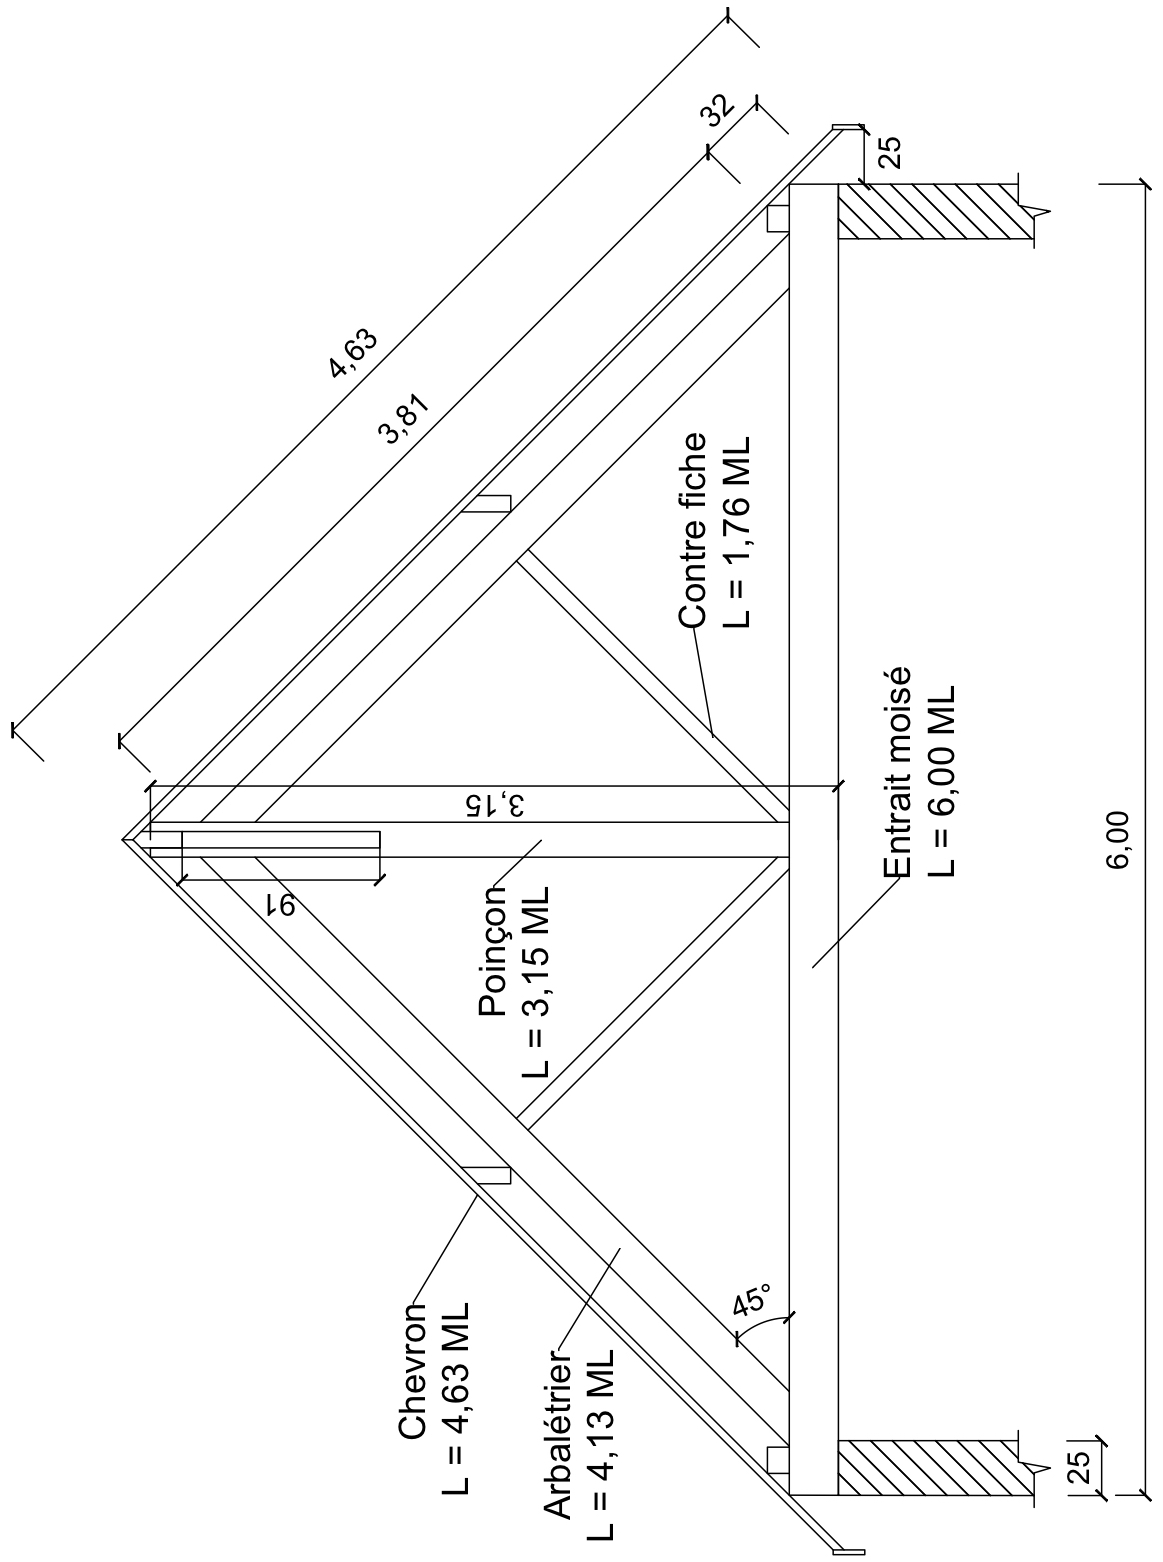 4,63
3,81
32
25
3,15
91
Contre fiche
L = 1,76 ML
Poinçon
L = 3,15 ML
Entrait moisé
L = 6,00 ML
6,00
Chevron
L = 4,63 ML
Arbalétrier
L = 4,13 ML
45°
25